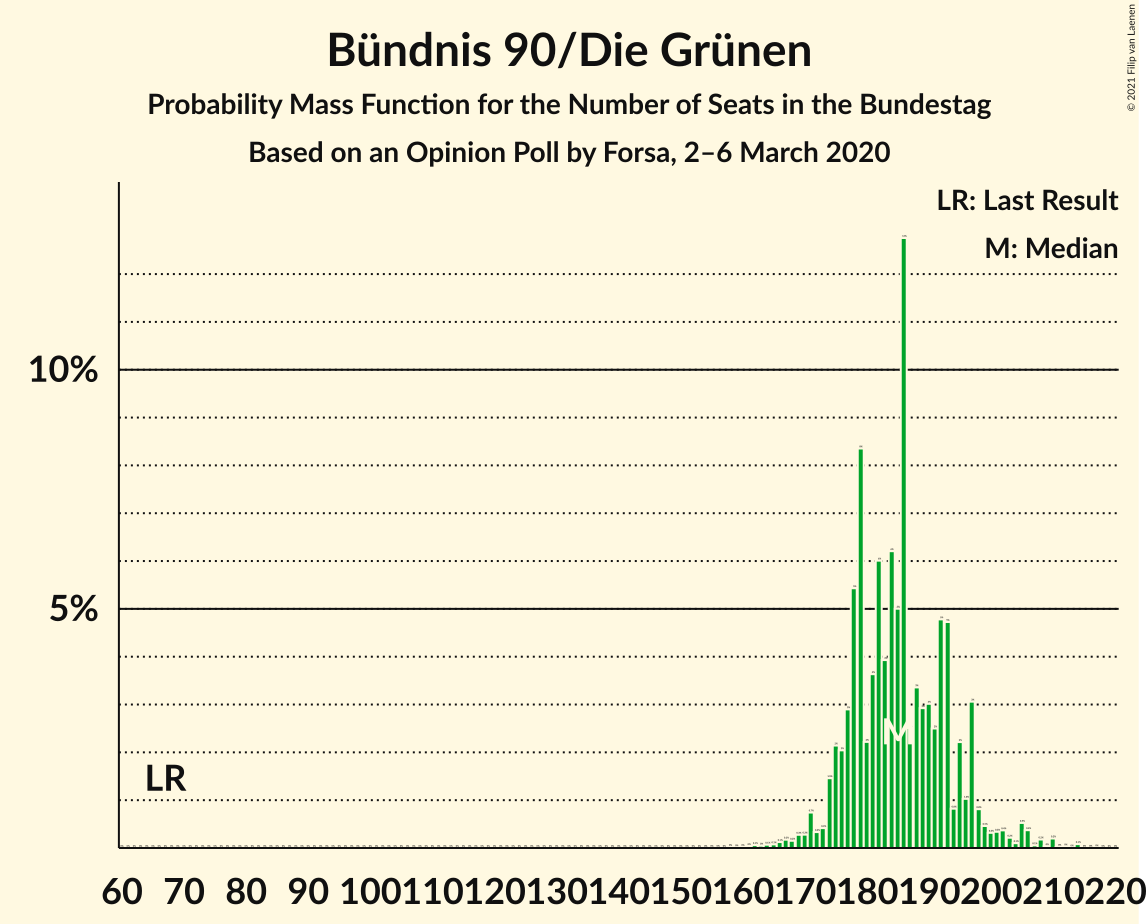 Bündnis 90/Die Grünen
Probability Mass Function for the Number of Seats in the Bundestag
Based on an Opinion Poll by Forsa, 2–6 March 2020
© 2021 Filip van Laenen
LR: Last Result
M: Median
10%
5%
LR
M
60 70 80 90 100 110 120 130 140 150 160 170 180 190 200 210 220